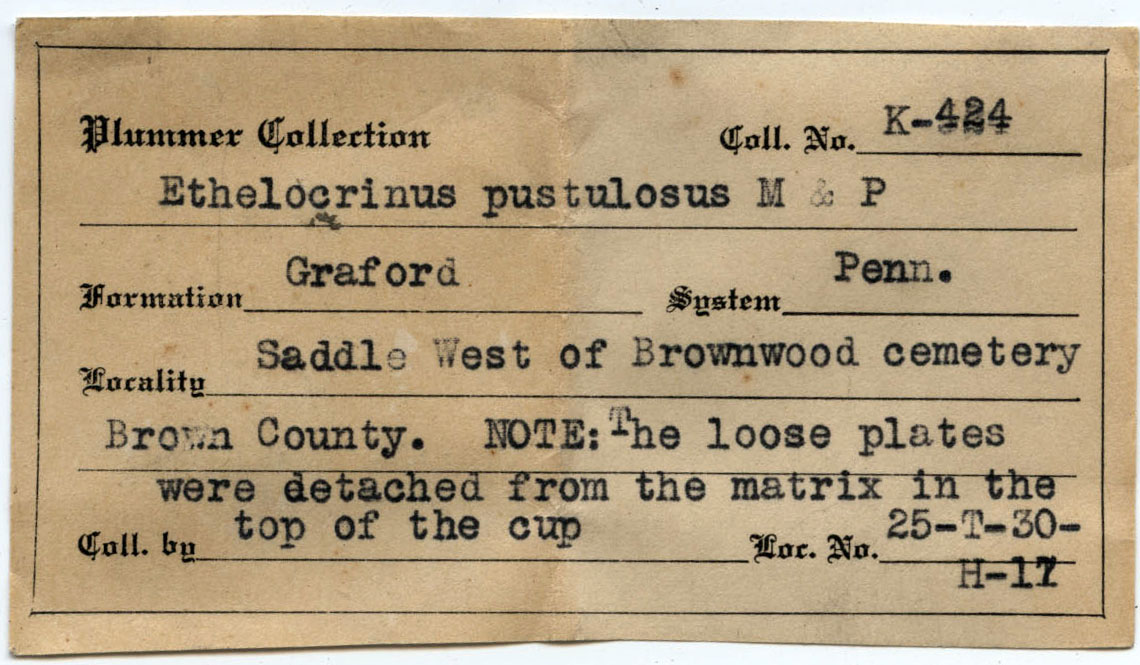 Plummer Collection Coll. No. K-424
Ethelocrinus pustulosus M & P
Formation Graford System Penn.
Locality Saddle West of Brownwood cemetery
Brown County. NOTE: The loose plates
were detached from the matrix in the
top of the cup
Coll. by Loc. No. 25-T-30-
H-17